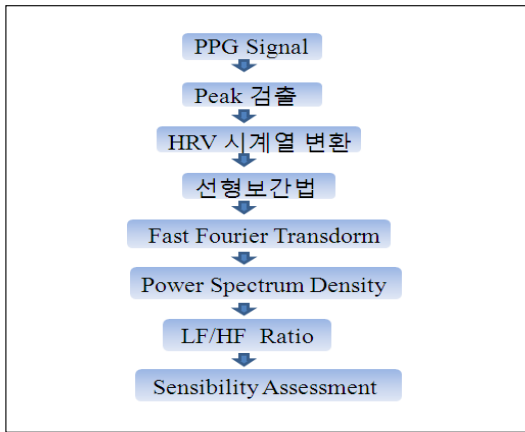 PPG Signal
Peak 검출
HRV 시계열 변환
선형보간법
Fast Fourier Transdorm
Power Spectrum Density
LF/HF Ratio
Sensibility Assessment